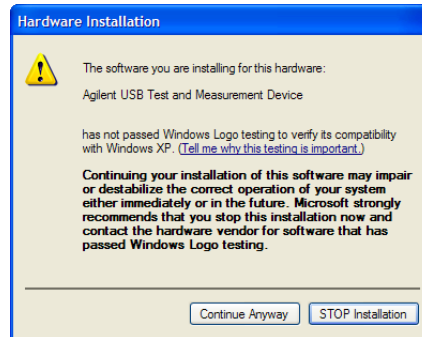 Hardware Installation
The software you are installing for this hardware:
Agilent USB Test and Measurement Device
has not passed Windows Logo testing to verify its compatibility
with Windows XP. (Tell me why this testing is important.)
Continuing your installation of this software may impair
or destabilize the correct operation of your system
either immediately or in the future. Microsoft strongly
recommends that you stop this installation now and
contact the hardware vendor for software that has
passed Windows Logo testing.
Continue Anyway
STOP Installation